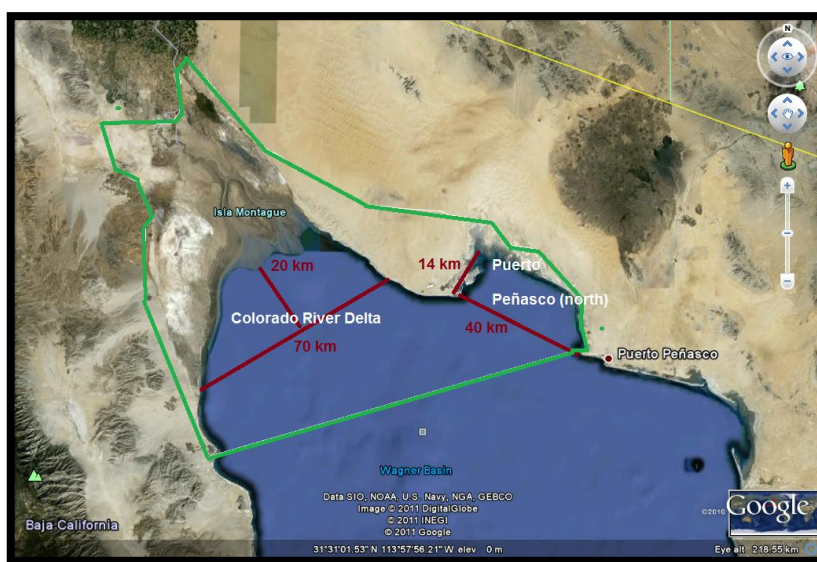 N
Isla Montague
20 km
14 km
Puerto
Peñasco (north)
Colorado River Delta
40 km
70 km
Puerto Peñasco
Wagner Basin
Data SIO, NOAA, U.S. Navy, NGA, GEBCO
Image © 2011 DigitalGlobe
© 2011 INEGI
© 2011 Google
©2010
Google
Baja California
31°31'01.53" N 113°57'56.21" W elev 0 m
Eye alt 218.55 km